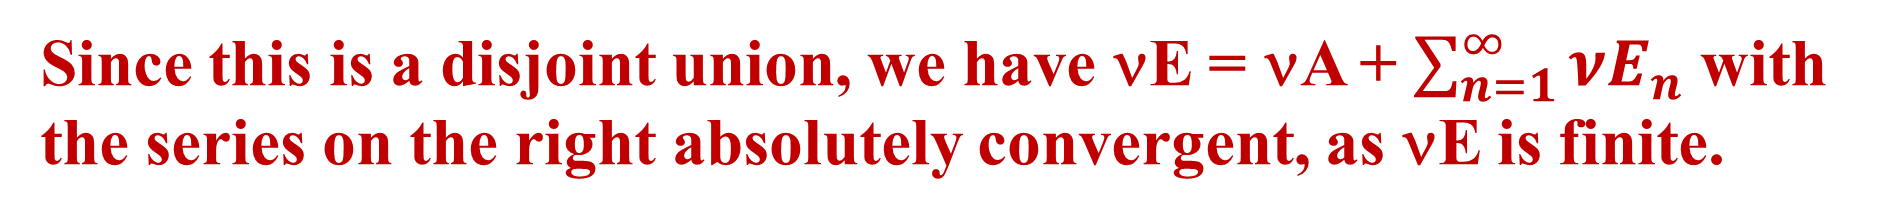 Since this is a disjoint union, we have νE = νA + ∑ₙ₌₁^∞ νEₙ with
the series on the right absolutely convergent, as νE is finite.